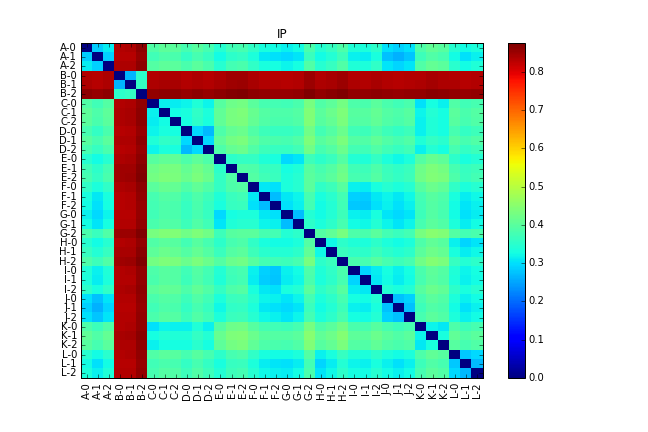 IP
A-0
A-1
A-2
B-0
B-1
B-2
C-0
C-1
C-2
D-0
D-1
D-2
E-0
E-1
E-2
F-0
F-1
F-2
G-0
G-1
G-2
H-0
H-1
H-2
I-0
I-1
I-2
J-0
J-1
J-2
K-0
K-1
K-2
L-0
L-1
L-2
A-0 A-1 A-2 B-0 B-1 B-2 C-0 C-1 C-2 D-0 D-1 D-2 E-0 E-1 E-2 F-0 F-1 F-2 G-0 G-1 G-2 H-0 H-1 H-2 I-0 I-1 I-2 J-0 J-1 J-2 K-0 K-1 K-2 L-0 L-1 L-2
0.8
0.7
0.6
0.5
0.4
0.3
0.2
0.1
0.0